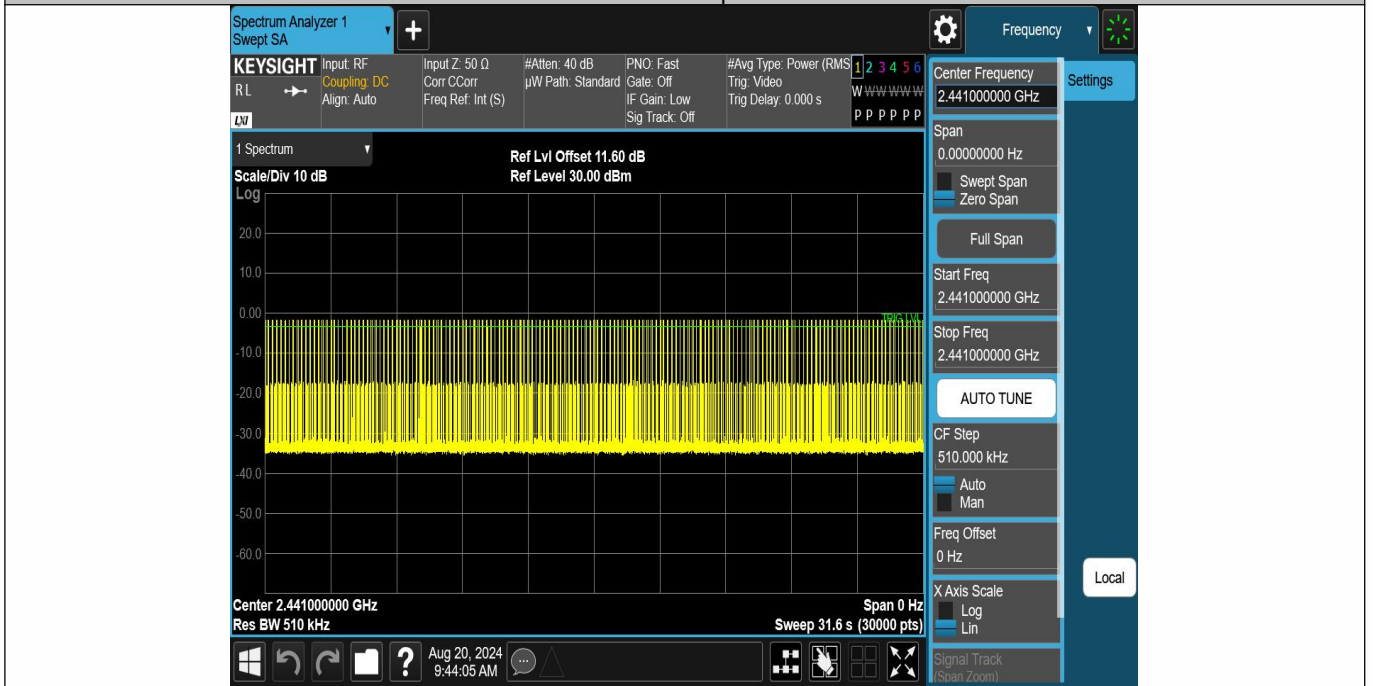 Spectrum Analyzer 1
Swept SA
+
Frequency
KEYSIGHT
RL
LXI
Input: RF
Coupling: DC
Align: Auto
Input Z: 50 Ω
Corr CCorr
Freq Ref: Int (S)
#Atten: 40 dB
µW Path: Standard
PNO: Fast
Gate: Off
IF Gain: Low
Sig Track: Off
#Avg Type: Power (RMS
Trig: Video
Trig Delay: 0.000 s
1 2 3 4 5 6
W W W W W W
P P P P P P
1 Spectrum
Scale/Div 10 dB
Ref Lvl Offset 11.60 dB
Ref Level 30.00 dBm
Log
20.0
10.0
0.00
-10.0
-20.0
-30.0
-40.0
-50.0
-60.0
TRIG LVL
Center 2.441000000 GHz
Res BW 510 kHz
Span 0 Hz
Sweep 31.6 s (30000 pts)
Center Frequency
2.441000000 GHz
Settings
Span
0.00000000 Hz
Swept Span
Zero Span
Full Span
Start Freq
2.441000000 GHz
Stop Freq
2.441000000 GHz
AUTO TUNE
CF Step
510.000 kHz
Auto
Man
Freq Offset
0 Hz
X Axis Scale
Log
Lin
Signal Track
(Span Zoom)
Local
?
Aug 20, 2024
9:44:05 AM